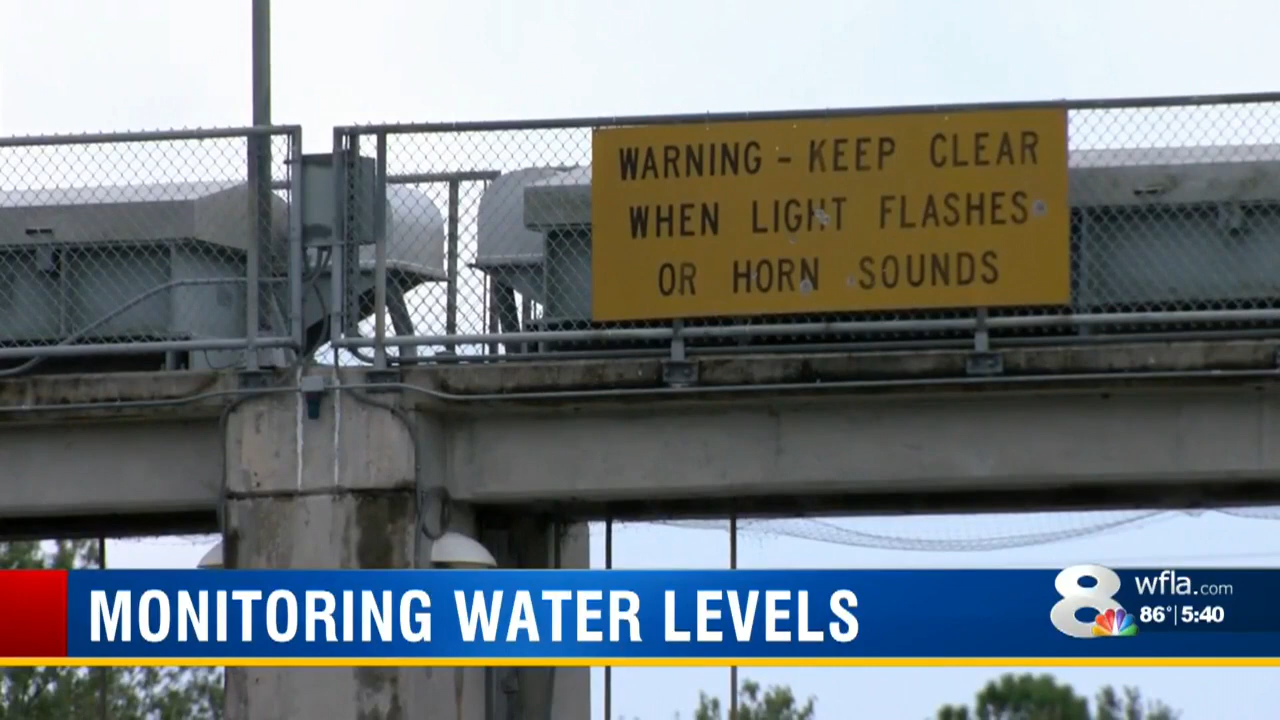 WARNING - KEEP CLEAR
WHEN LIGHT FLASHES
OR HORN SOUNDS
MONITORING WATER LEVELS
8 wfla.com
86° | 5:40